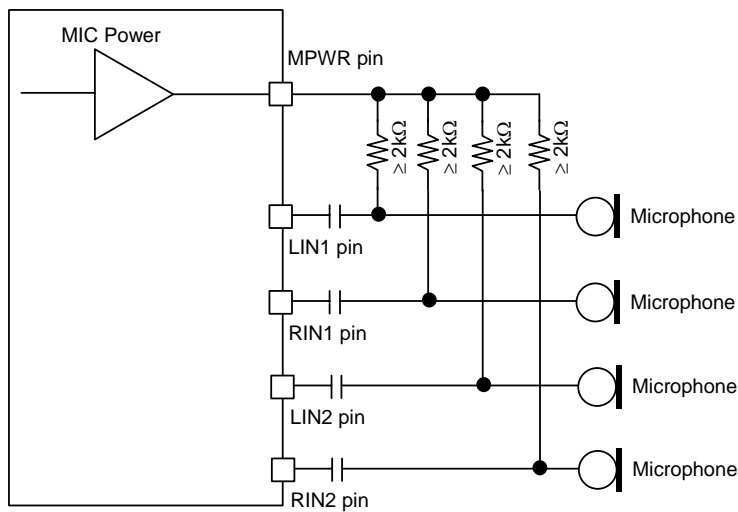 MIC Power
MPWR pin
≥ 2kΩ
≥ 2kΩ
≥ 2kΩ
≥ 2kΩ
LIN1 pin
Microphone
RIN1 pin
Microphone
LIN2 pin
Microphone
RIN2 pin
Microphone